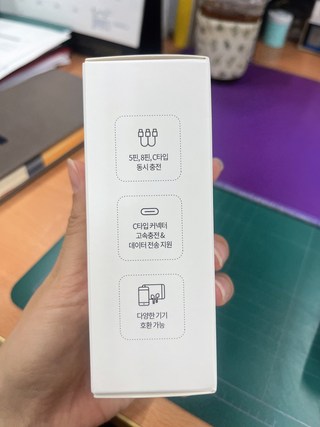 5핀, 8핀, C타입
동시 충전
C타입 커넥터
고속충전 &
데이터 전송 지원
다양한 기기
호환 가능